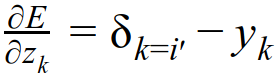 ∂E/∂z_k = δ_{k=i'} − y_k